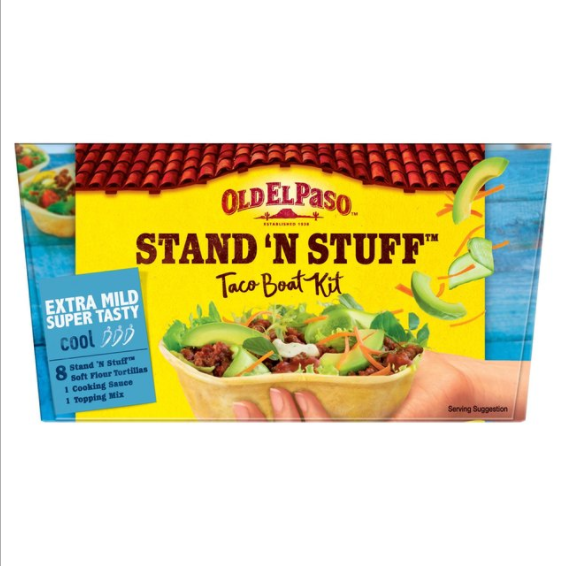 OLD EL PASO™
ESTABLISHED 1938
STAND 'N STUFF™
Taco Boat Kit
EXTRA MILD
SUPER TASTY
cool
8 Stand 'N Stuff™
Soft Flour Tortillas
1 Cooking Sauce
1 Topping Mix
Serving Suggestion